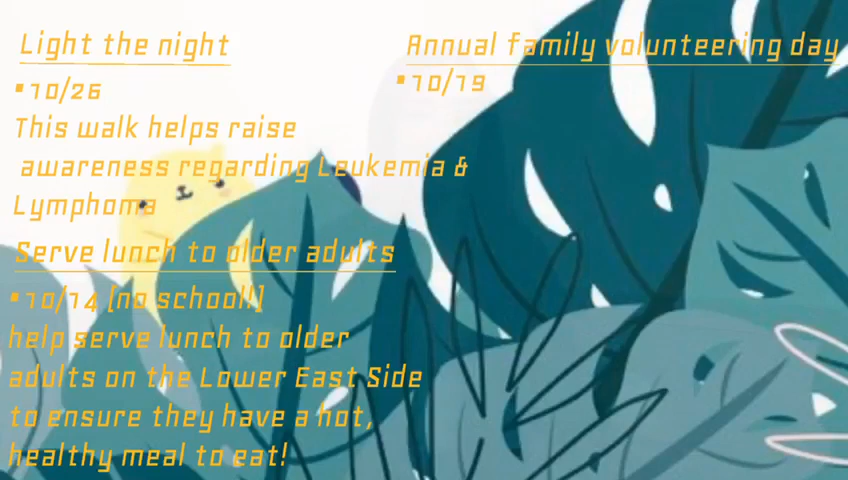 Light the night
▪10/26
This walk helps raise
awareness regarding Leukemia &
Lymphoma
Serve lunch to older adults
▪10/14 [no school!]
help serve lunch to older
adults on the Lower East Side
to ensure they have a hot,
healthy meal to eat!
Annual family volunteering day
▪10/19